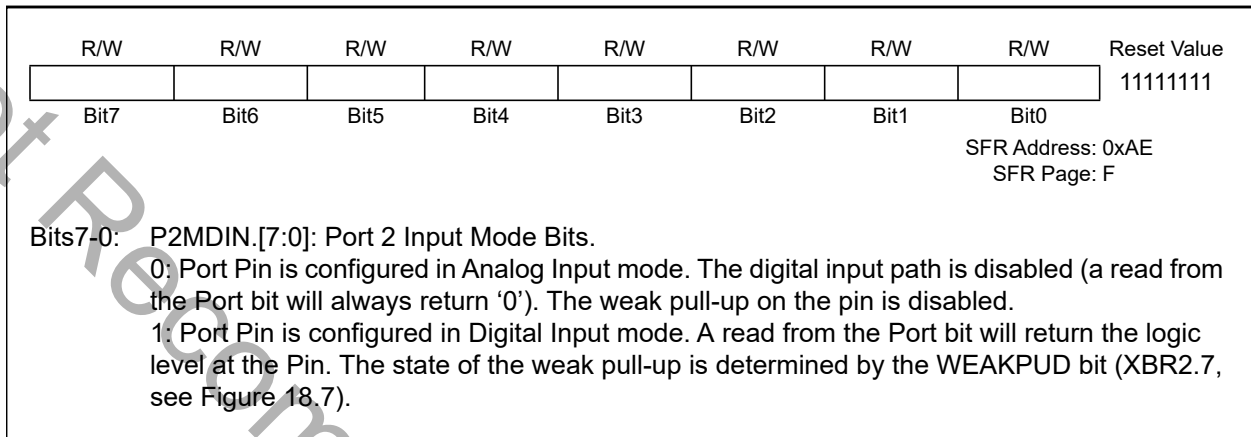 R/W R/W R/W R/W R/W R/W R/W R/W Reset Value
11111111
Bit7 Bit6 Bit5 Bit4 Bit3 Bit2 Bit1 Bit0
SFR Address: 0xAE
SFR Page: F
Bits7-0: P2MDIN.[7:0]: Port 2 Input Mode Bits.
0: Port Pin is configured in Analog Input mode. The digital input path is disabled (a read from
the Port bit will always return ‘0’). The weak pull-up on the pin is disabled.
1: Port Pin is configured in Digital Input mode. A read from the Port bit will return the logic
level at the Pin. The state of the weak pull-up is determined by the WEAKPUD bit (XBR2.7,
see Figure 18.7).